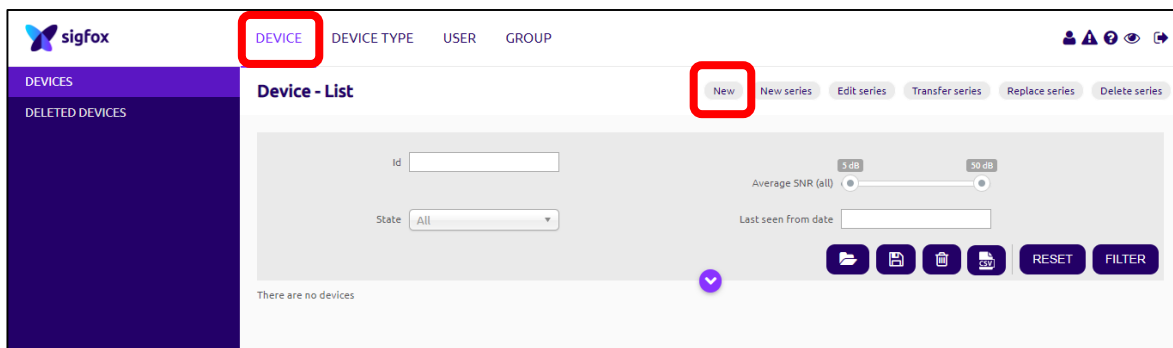 sigfox
DEVICE DEVICE TYPE USER GROUP
DEVICES
DELETED DEVICES
Device - List
New New series Edit series Transfer series Replace series Delete series
Id
5 dB 50 dB
Average SNR (all)
State All
Last seen from date
CSV RESET FILTER
There are no devices